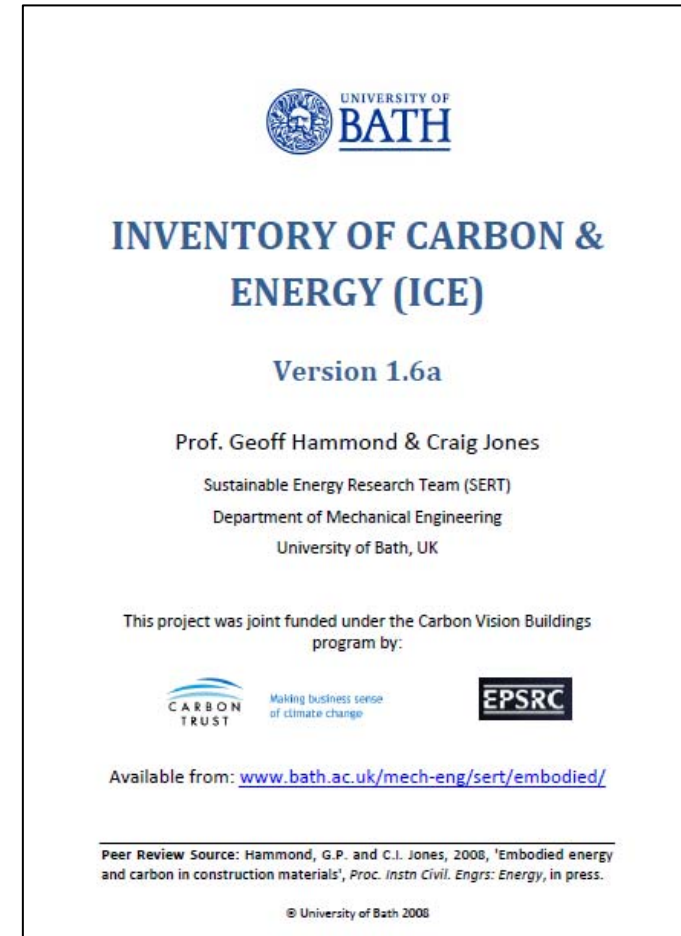 UNIVERSITY OF
BATH
INVENTORY OF CARBON &
ENERGY (ICE)
Version 1.6a
Prof. Geoff Hammond & Craig Jones
Sustainable Energy Research Team (SERT)
Department of Mechanical Engineering
University of Bath, UK
This project was joint funded under the Carbon Vision Buildings
program by:
CARBON
TRUST
Making business sense
of climate change
EPSRC
Available from: www.bath.ac.uk/mech-eng/sert/embodied/
Peer Review Source: Hammond, G.P. and C.I. Jones, 2008, 'Embodied energy
and carbon in construction materials', Proc. Instn Civil. Engrs: Energy, in press.
© University of Bath 2008